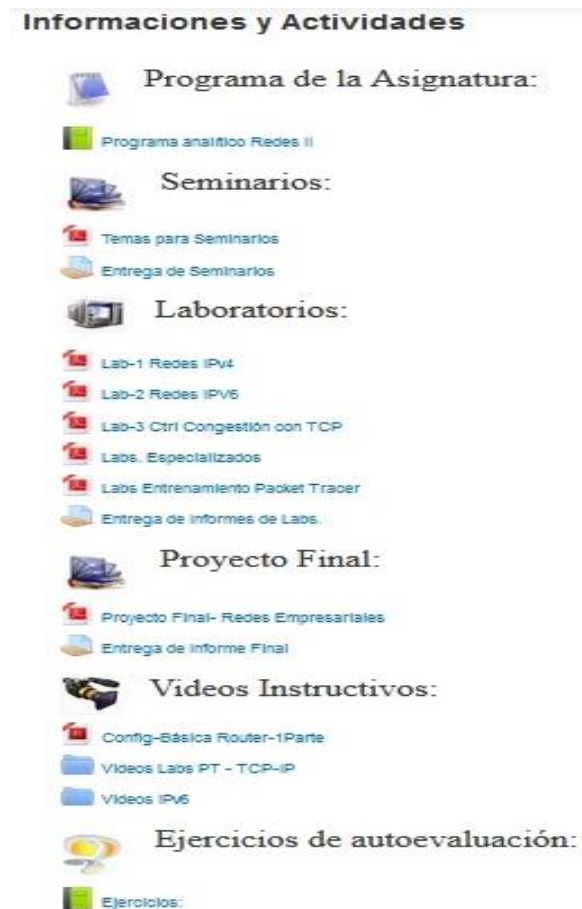 Informaciones y Actividades
Programa de la Asignatura:
Programa analítico Redes II
Seminarios:
Temas para Seminarios
Entrega de Seminarios
Laboratorios:
Lab-1 Redes IPv4
Lab-2 Redes IPV6
Lab-3 Ctrl Congestión con TCP
Labs. Especializados
Labs Entrenamiento Packet Tracer
Entrega de Informes de Labs.
Proyecto Final:
Proyecto Final- Redes Empresariales
Entrega de Informe Final
Videos Instructivos:
Config-Básica Router-1Parte
Videos Labs PT - TCP-IP
Videos IPv6
Ejercicios de autoevaluación:
Ejercicios: